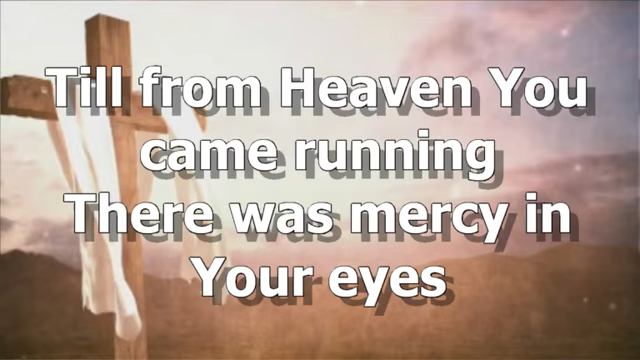 Till from Heaven You
came running
There was mercy in
Your eyes